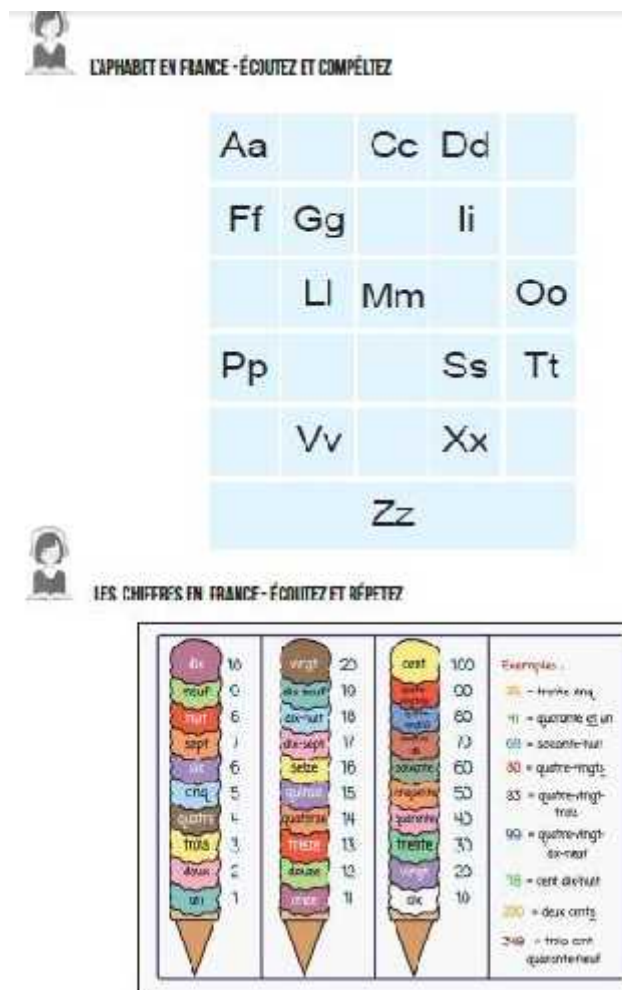 L'APHABET EN FRANCE - ÉCOUTEZ ET COMPÉLTEZ
Aa Cc Dd
Ff Gg Ii
Ll Mm Oo
Pp Ss Tt
Vv Xx
Zz
LES CHIFFRES EN FRANCE - ÉCOUTEZ ET RÉPETEZ
dix 10
neuf 9
huit 8
sept 7
six 6
cinq 5
quatre 4
trois 3
deux 2
un 1
vingt 20
dix-neuf 19
dix-huit 18
dix-sept 17
seize 16
quinze 15
quatorze 14
treize 13
douze 12
onze 11
cent 100
90
80
70
soixante 60
cinquante 50
quarante 40
trente 30
vingt 20
dix 10
Exemples :
35 = trente cinq
41 = quarante et un
68 = soixante-huit
80 = quatre-vingts
83 = quatre-vingt-
trois
99 = quatre-vingt-
dix-neuf
= cent dix-huit
200 = deux cents
349 = trois cent
quarante-neuf